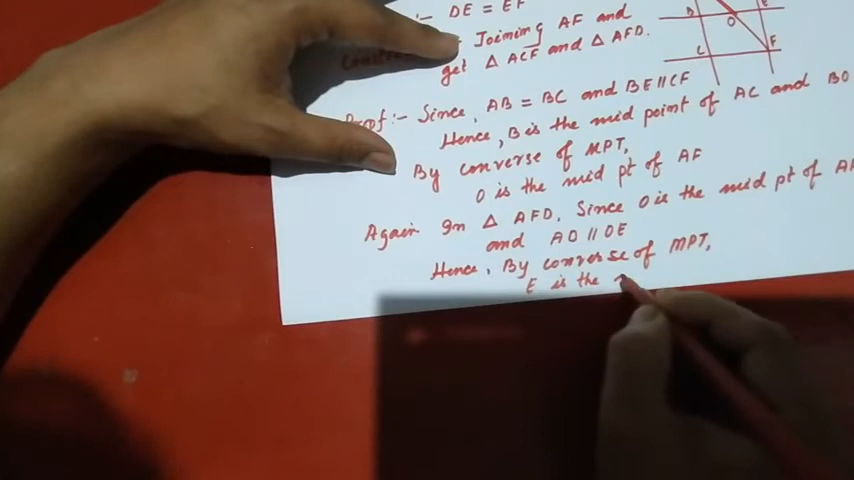 :- DE = EF
Joining AF and
get △ ACF and △ AFD.
Proof:- Since, AB = BC and BE||CF
Hence, B is the mid point of AC and BO
By converse of MPT,
O is the mid pt of AF
Again In △ AFD, Since O is the mid pt of AF
and AD || OE
Hence, By converse of MPT,
E is the
D E
O
C F